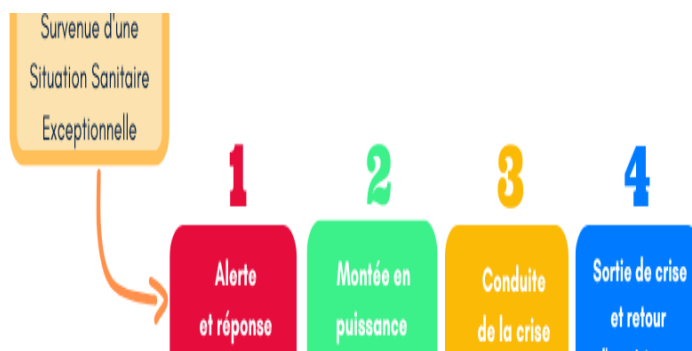 Survenue d'une
Situation Sanitaire
Exceptionnelle
1
2
3
4
Alerte
et réponse
Montée en
puissance
Conduite
de la crise
Sortie de crise
et retour